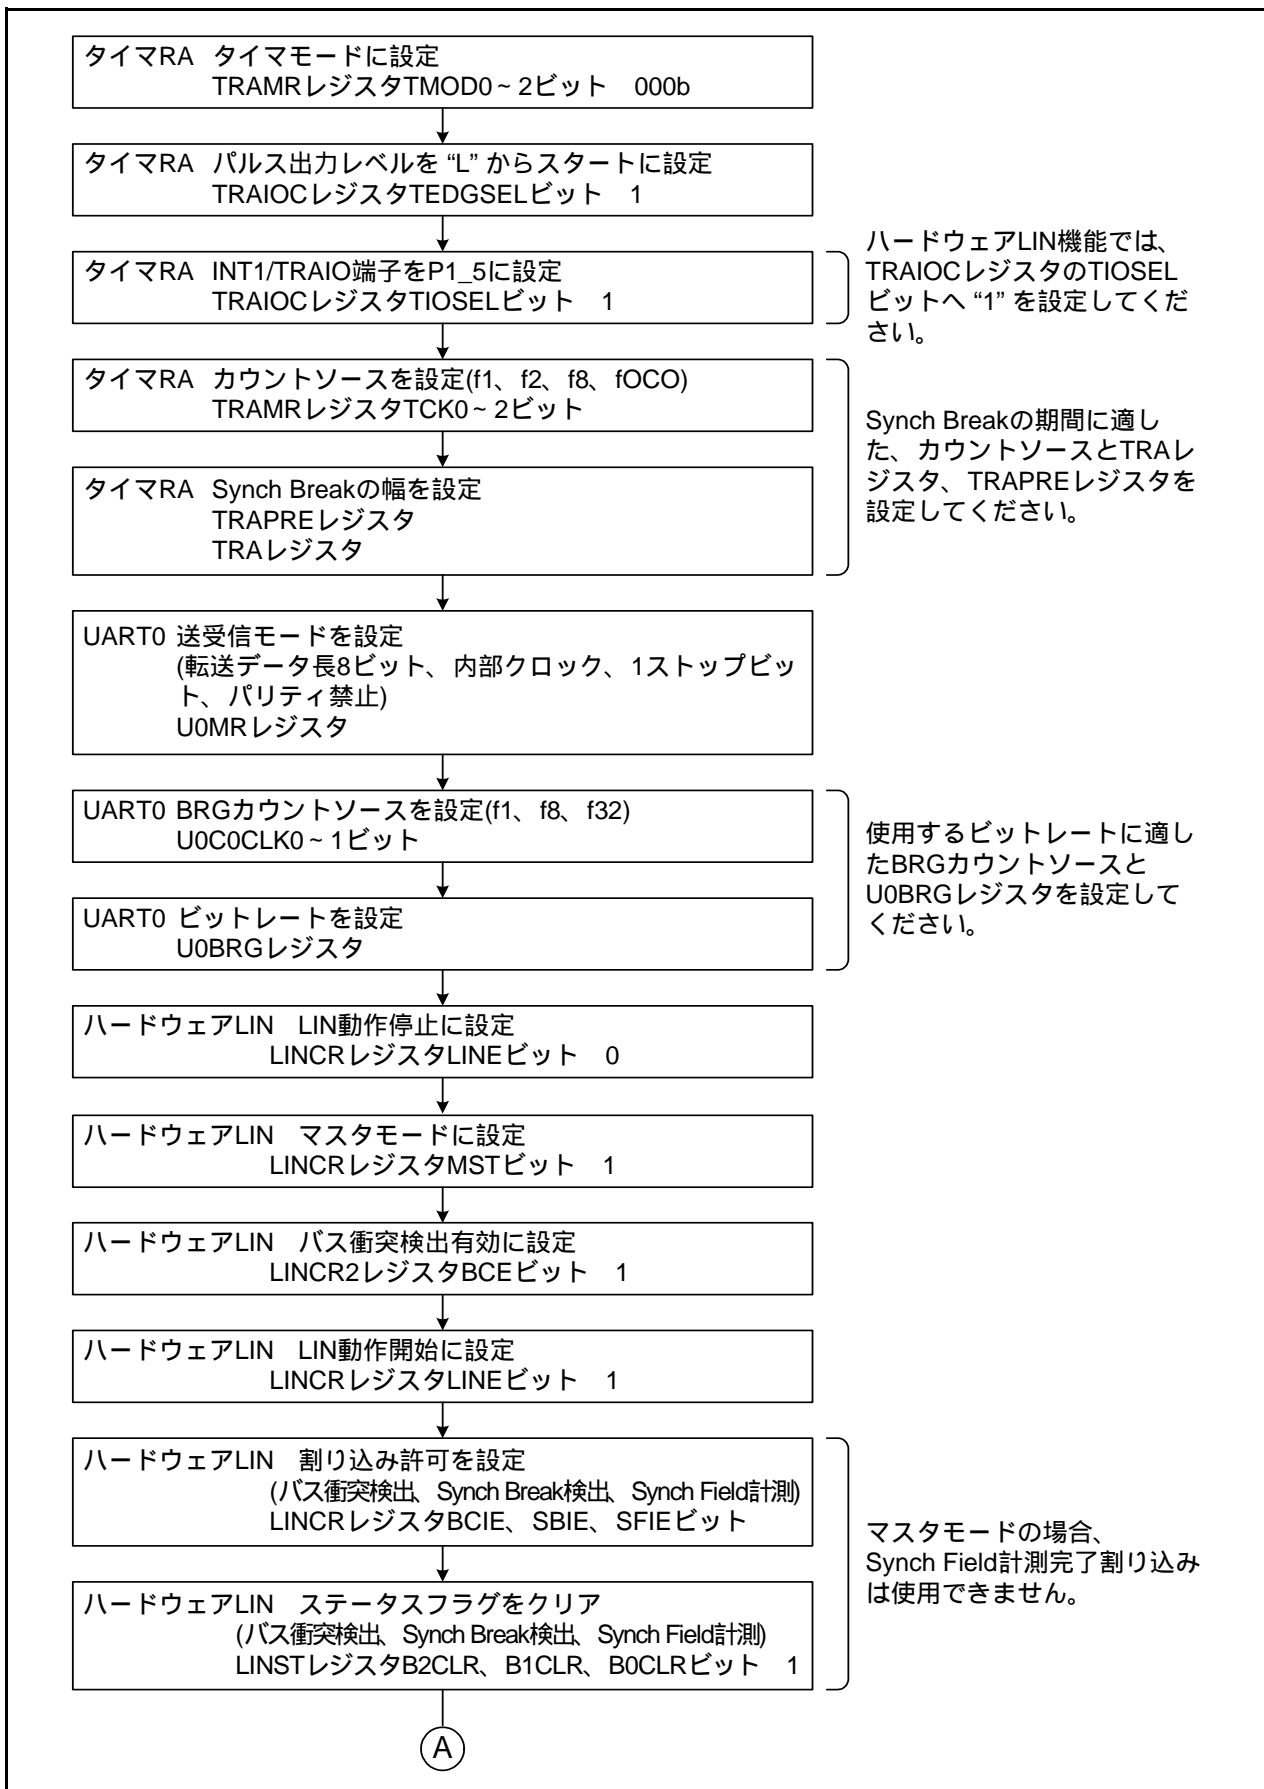 タイマRA タイマモードに設定
TRAMRレジスタTMOD0～2ビット 000b
タイマRA パルス出力レベルを “L” からスタートに設定
TRAIOCレジスタTEDGSELビット 1
タイマRA INT1/TRAIO端子をP1_5に設定
TRAIOCレジスタTIOSELビット 1
ハードウェアLIN機能では、
TRAIOCレジスタのTIOSEL
ビットへ “1” を設定してくだ
さい。
タイマRA カウントソースを設定(f1、f2、f8、fOCO)
TRAMRレジスタTCK0～2ビット
タイマRA Synch Breakの幅を設定
TRAPREレジスタ
TRAレジスタ
Synch Breakの期間に適し
た、カウントソースとTRAレ
ジスタ、TRAPREレジスタを
設定してください。
UART0 送受信モードを設定
(転送データ長8ビット、内部クロック、1ストップビッ
ト、パリティ禁止)
U0MRレジスタ
UART0 BRGカウントソースを設定(f1、f8、f32)
U0C0CLK0～1ビット
UART0 ビットレートを設定
U0BRGレジスタ
使用するビットレートに適し
たBRGカウントソースと
U0BRGレジスタを設定して
ください。
ハードウェアLIN LIN動作停止に設定
LINCRレジスタLINEビット 0
ハードウェアLIN マスタモードに設定
LINCRレジスタMSTビット 1
ハードウェアLIN バス衝突検出有効に設定
LINCR2レジスタBCEビット 1
ハードウェアLIN LIN動作開始に設定
LINCRレジスタLINEビット 1
ハードウェアLIN 割り込み許可を設定
(バス衝突検出、Synch Break検出、Synch Field計測)
LINCRレジスタBCIE、SBIE、SFIEビット
ハードウェアLIN ステータスフラグをクリア
(バス衝突検出、Synch Break検出、Synch Field計測)
LINSTレジスタB2CLR、B1CLR、B0CLRビット 1
マスタモードの場合、
Synch Field計測完了割り込み
は使用できません。
A